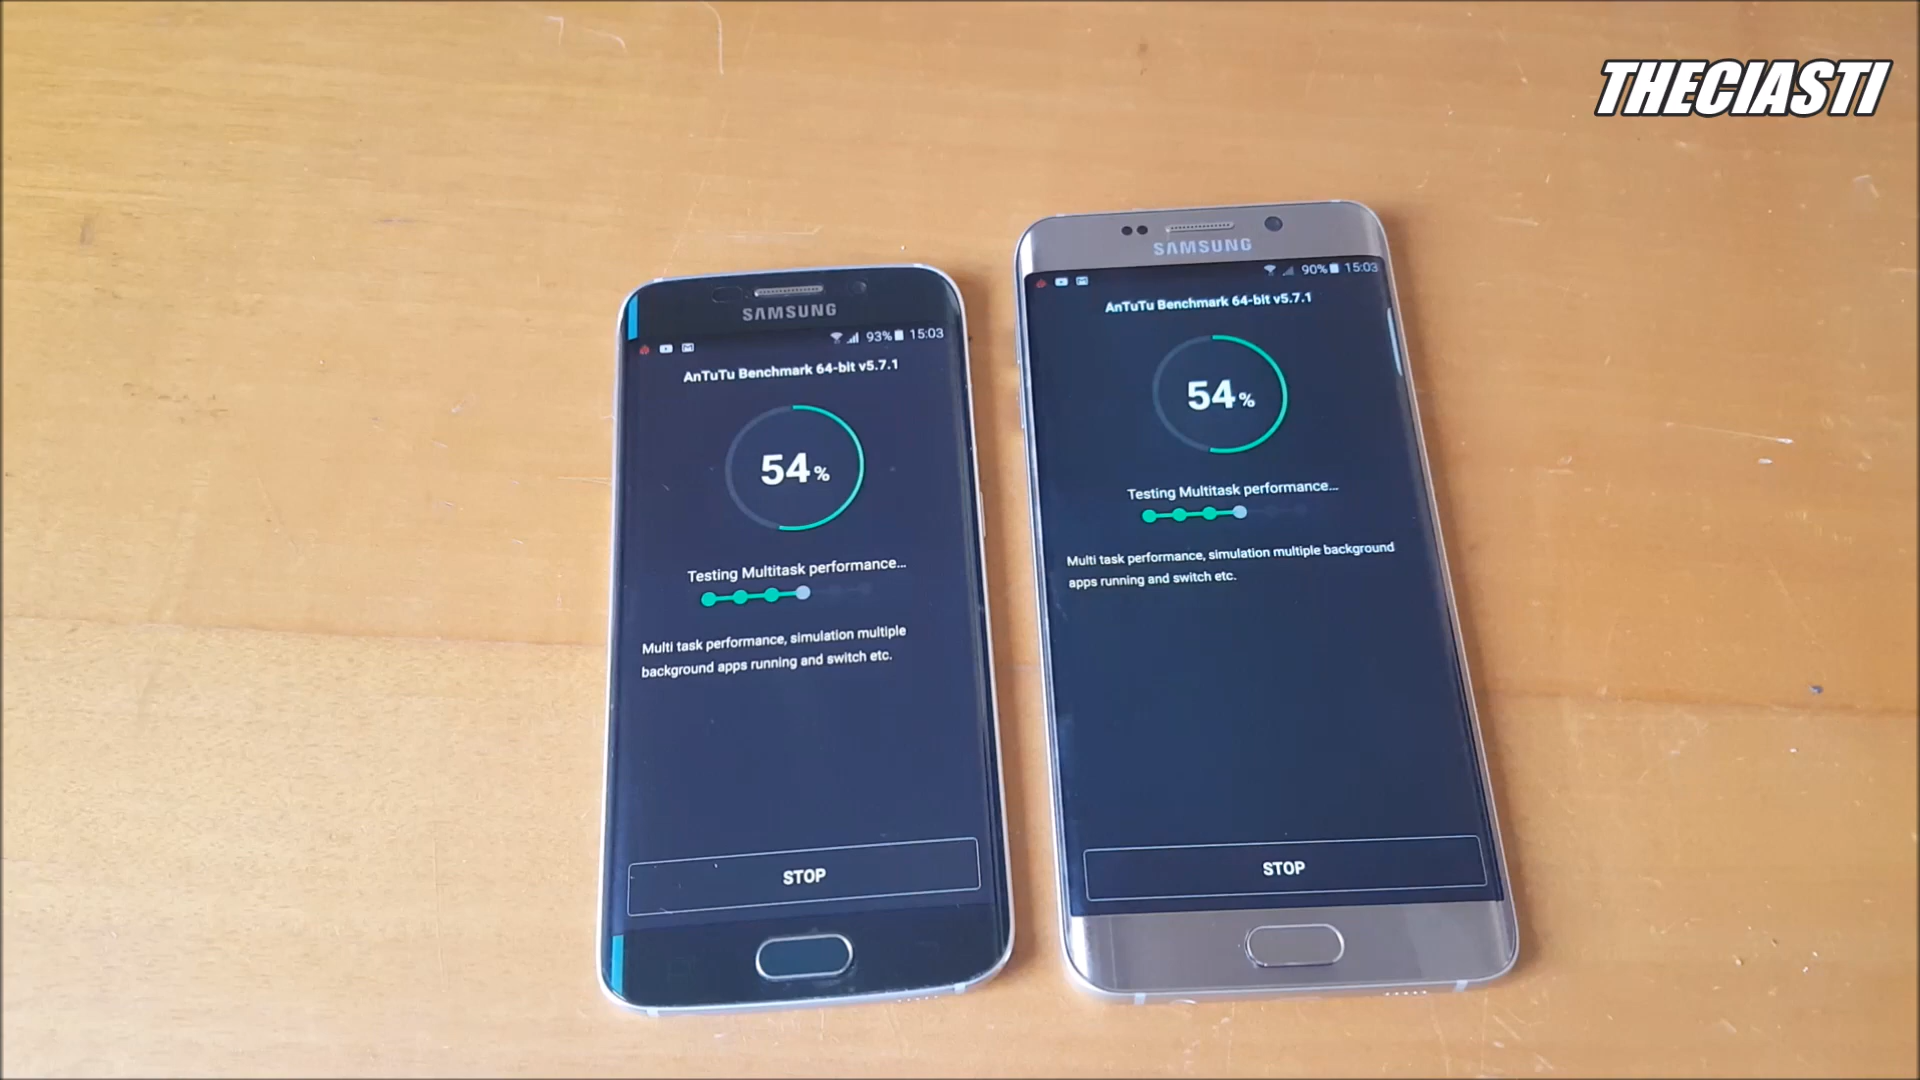 THECIASTI
SAMSUNG
93% 15:03
AnTuTu Benchmark 64-bit v5.7.1
54%
Testing Multitask performance...
Multi task performance, simulation multiple
background apps running and switch etc.
STOP
SAMSUNG
90% 15:03
AnTuTu Benchmark 64-bit v5.7.1
54%
Testing Multitask performance...
Multi task performance, simulation multiple background
apps running and switch etc.
STOP